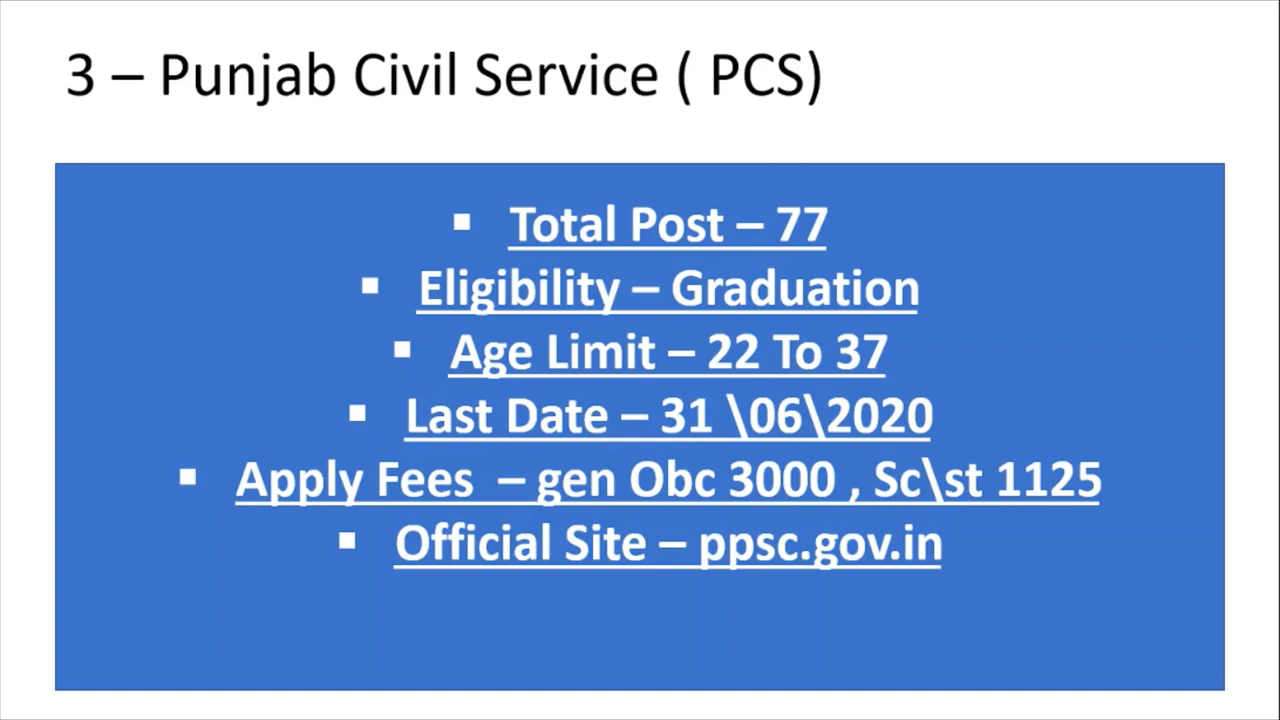 3 – Punjab Civil Service ( PCS)
▪ Total Post – 77
▪ Eligibility – Graduation
▪ Age Limit – 22 To 37
▪ Last Date – 31 \06\2020
▪ Apply Fees – gen Obc 3000 , Sc\st 1125
▪ Official Site – ppsc.gov.in